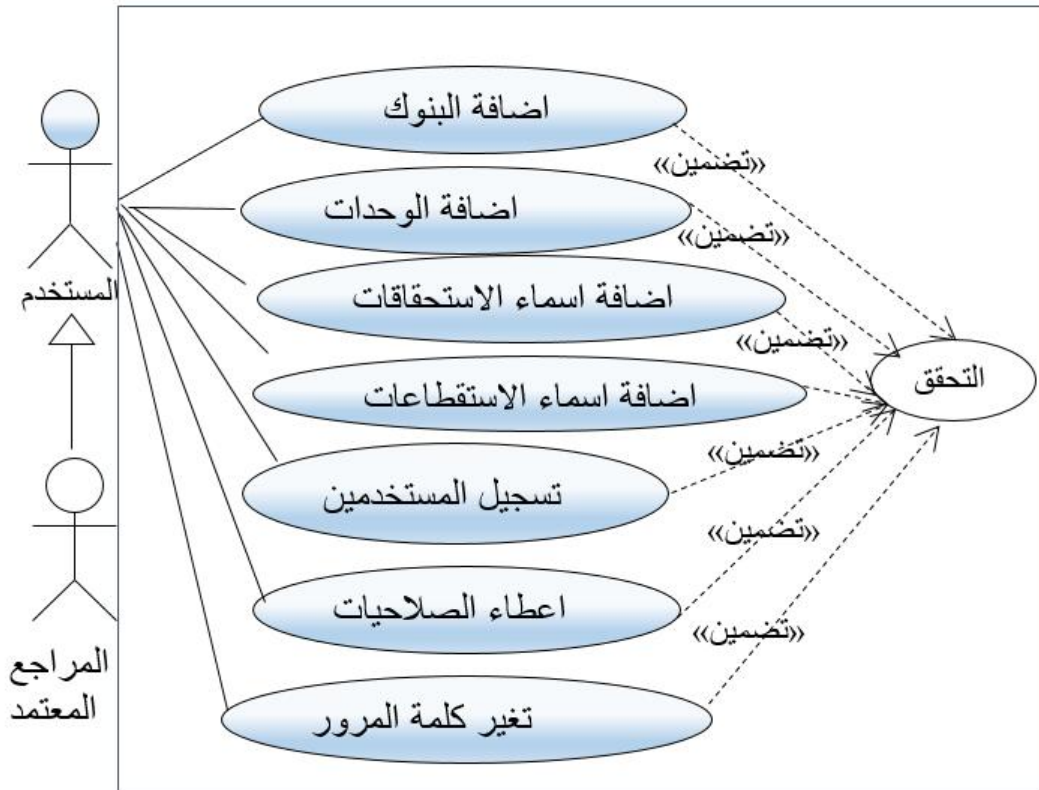 اضافة البنوك
«تضمين»
اضافة الوحدات
«تضمين»
المستخدم
اضافة اسماء الاستحقاقات
«تضمين»
التحقق
اضافة اسماء الاستقطاعات
«تضمين»
تسجيل المستخدمين
«تضمين»
اعطاء الصلاحيات
«تضمين»
المراجع
المعتمد
تغير كلمة المرور